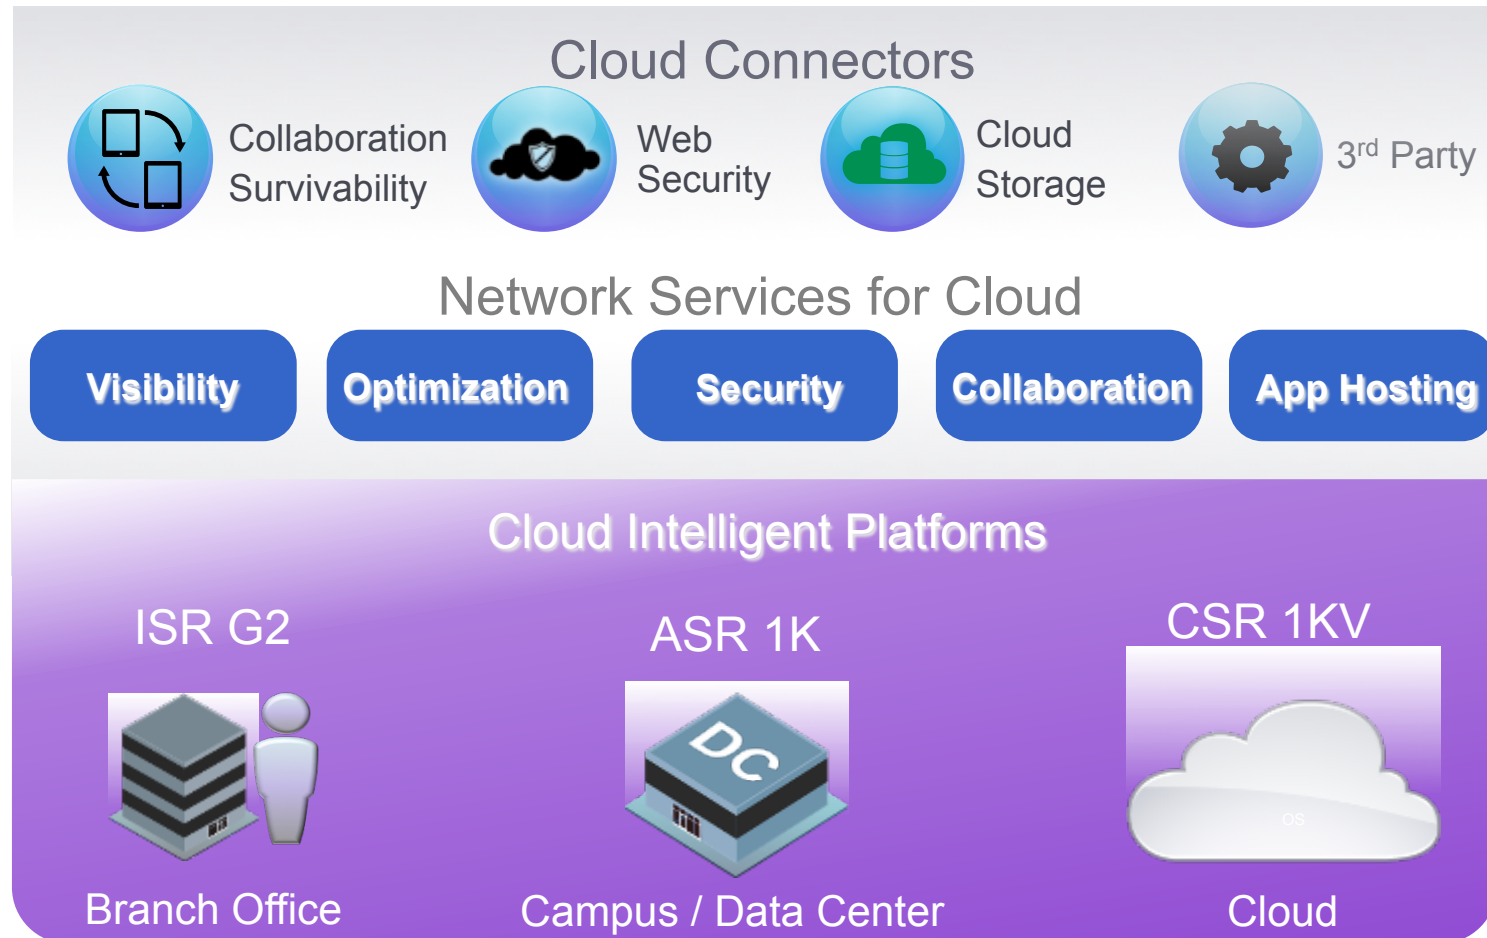 Cloud Connectors
Collaboration
Survivability
Web
Security
Cloud
Storage
3rd Party
Network Services for Cloud
Visibility
Optimization
Security
Collaboration
App Hosting
Cloud Intelligent Platforms
ISR G2
ASR 1K
CSR 1KV
DC
OS
Branch Office
Campus / Data Center
Cloud